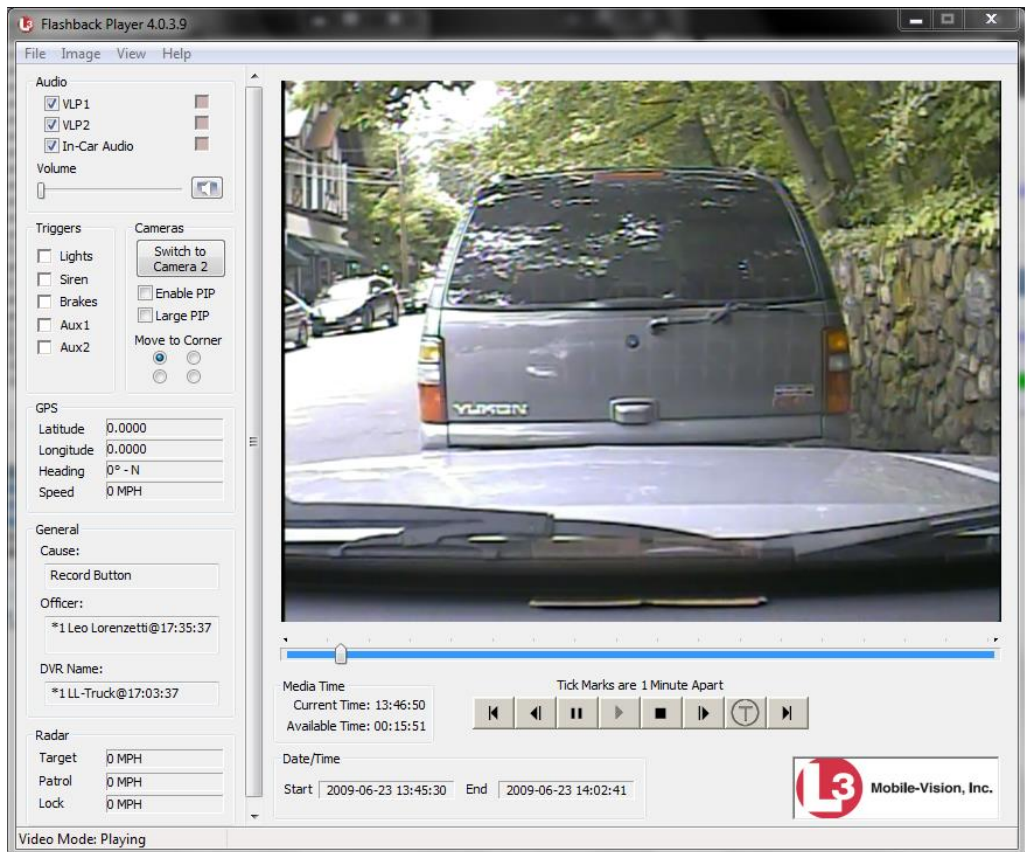 Flashback Player 4.0.3.9
File Image View Help
Audio
VLP1
VLP2
In-Car Audio
Volume
Triggers
Lights
Siren
Brakes
Aux1
Aux2
Cameras
Switch to
Camera 2
Enable PIP
Large PIP
Move to Corner
GPS
Latitude 0.0000
Longitude 0.0000
Heading 0° - N
Speed 0 MPH
General
Cause:
Record Button
Officer:
*1 Leo Lorenzetti@17:35:37
DVR Name:
*1 LL-Truck@17:03:37
Radar
Target 0 MPH
Patrol 0 MPH
Lock 0 MPH
YUKON
Media Time
Current Time: 13:46:50
Available Time: 00:15:51
Tick Marks are 1 Minute Apart
T
Date/Time
Start 2009-06-23 13:45:30 End 2009-06-23 14:02:41
L3 Mobile-Vision, Inc.
Video Mode: Playing